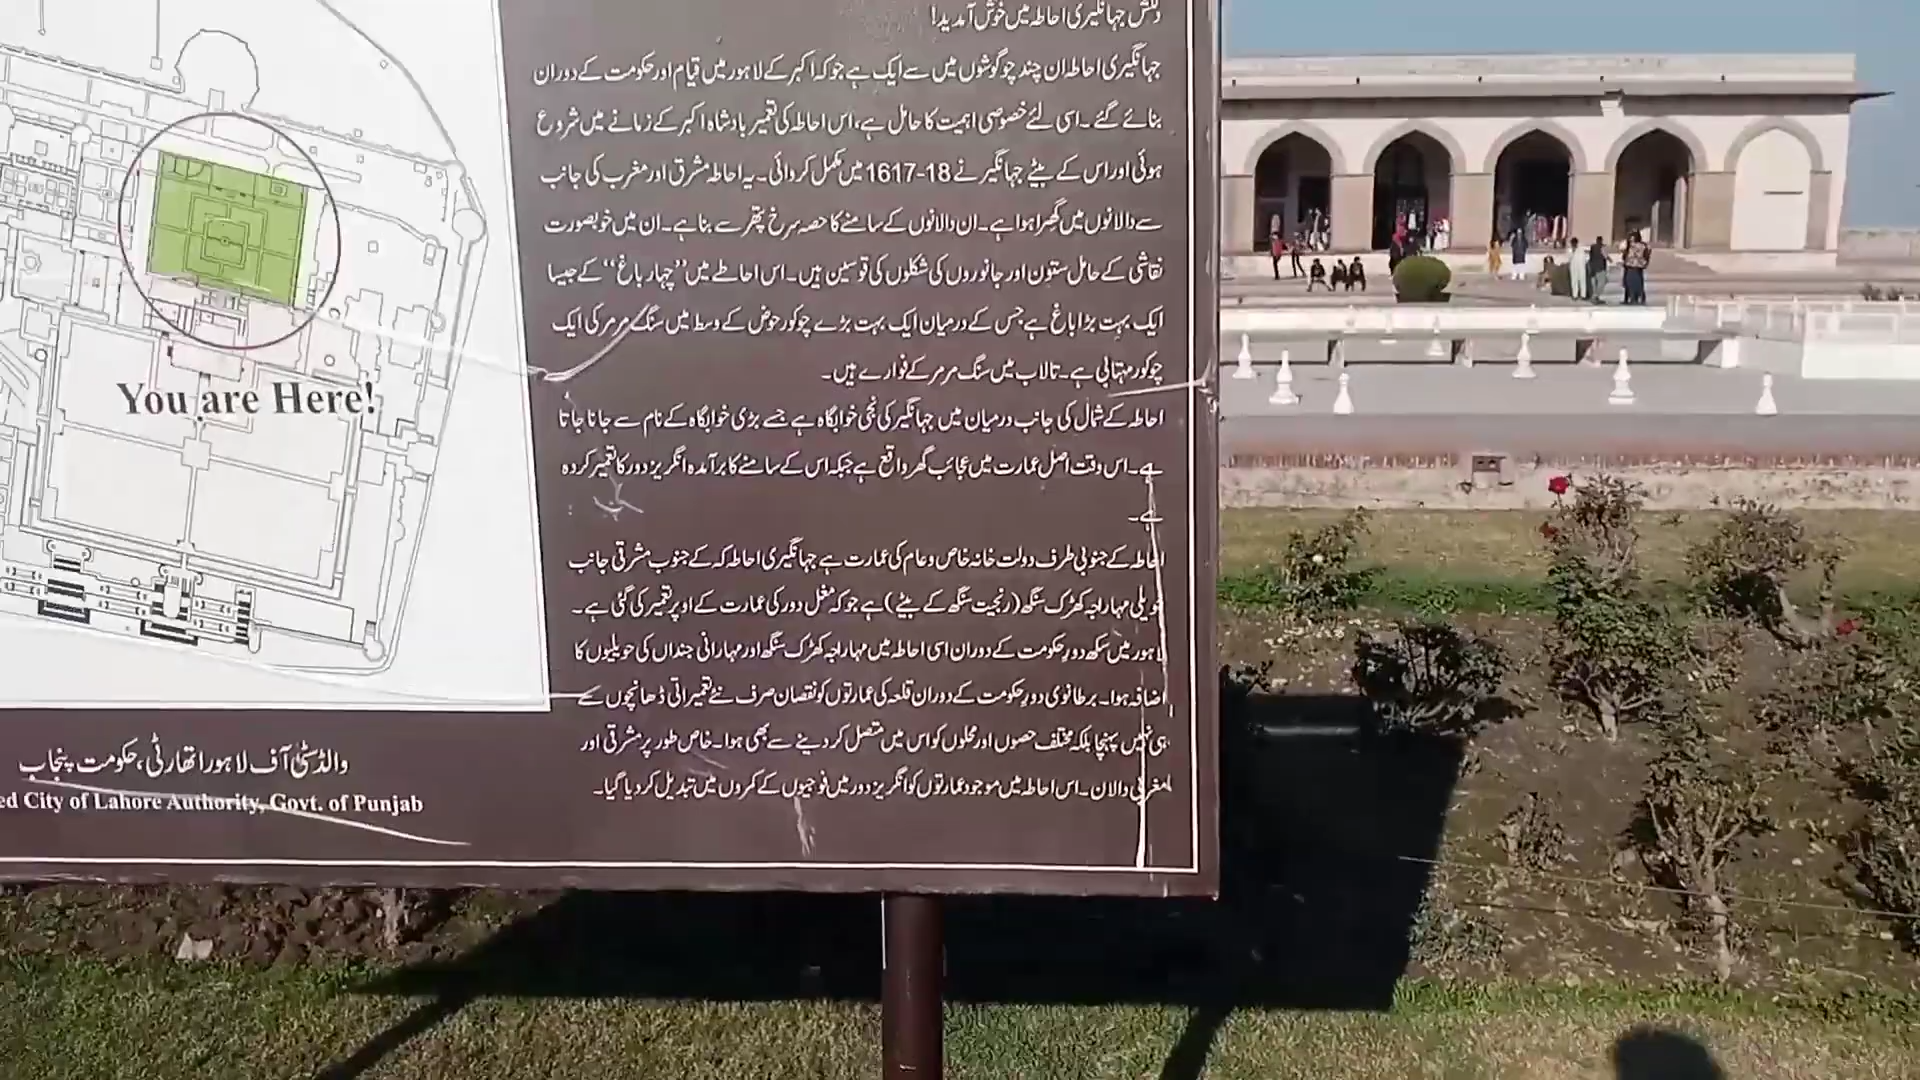 دلکش جہانگیری احاطہ میں خوش آمدید!
جہانگیری احاطہ ان چند چوگوشوں میں سے ایک ہے جو کہ اکبر کے لاہور میں قیام اور حکومت کے دوران
بنائے گئے۔ اسی لئے خصوصی اہمیت کا حامل ہے، اس احاطہ کی تعمیر بادشاہ اکبر کے زمانے میں شروع
ہوئی اور اس کے بیٹے جہانگیر نے 18-1617 میں مکمل کروائی۔ یہ احاطہ مشرق اور مغرب کی جانب
سے دالانوں میں گھرا ہوا ہے۔ ان دالانوں کے سامنے کا حصہ سرخ پتھر سے بنا ہے۔ ان میں خوبصورت
نقاشی کے حامل ستون اور جانوروں کی شکلوں کی قوسین ہیں۔ اس احاطے میں ”چہار باغ“ کے جیسا
ایک بہت بڑا باغ ہے جس کے درمیان ایک بہت بڑے چوکور حوض کے وسط میں سنگ مرمر کی ایک
چوکور مہتابی ہے۔ تالاب میں سنگ مرمر کے فوارے ہیں۔
احاطہ کے شمال کی جانب درمیان میں جہانگیر کی نجی خوابگاہ ہے جسے بڑی خوابگاہ کے نام سے جانا جاتا
ہے۔ اس وقت اصل عمارت میں عجائب گھر واقع ہے جبکہ اس کے سامنے کا برآمدہ انگریز دور کا تعمیر کردہ
ہے۔
احاطہ کے جنوبی طرف دولت خانہ خاص و عام کی عمارت ہے جہانگیری احاطہ کہ کے جنوب مشرقی جانب
حویلی مہاراجہ کھڑک سنگھ (رنجیت سنگھ کے بیٹے) ہے جو کہ مغل دور کی عمارت کے اوپر تعمیر کی گئی ہے۔
لاہور میں سکھ دور حکومت کے دوران اسی احاطہ میں مہاراجہ کھڑک سنگھ اور مہارانی جنداں کی حویلیوں کا
اضافہ ہوا۔ برطانوی دور حکومت کے دوران قلعہ کی عمارتوں کو نقصان صرف نئے تعمیراتی ڈھانچوں سے
ہی نہیں پہنچا بلکہ مختلف حصوں اور محلوں کو اس میں متصل کر دینے سے بھی ہوا۔ خاص طور پر مشرقی اور
مغربی دالان۔ اس احاطہ میں موجود عمارتوں کو انگریز دور میں فوجیوں کے کمروں میں تبدیل کر دیا گیا۔
You are Here!
والڈ سٹی آف لاہور اتھارٹی، حکومت پنجاب
ed City of Lahore Authority, Govt. of Punjab